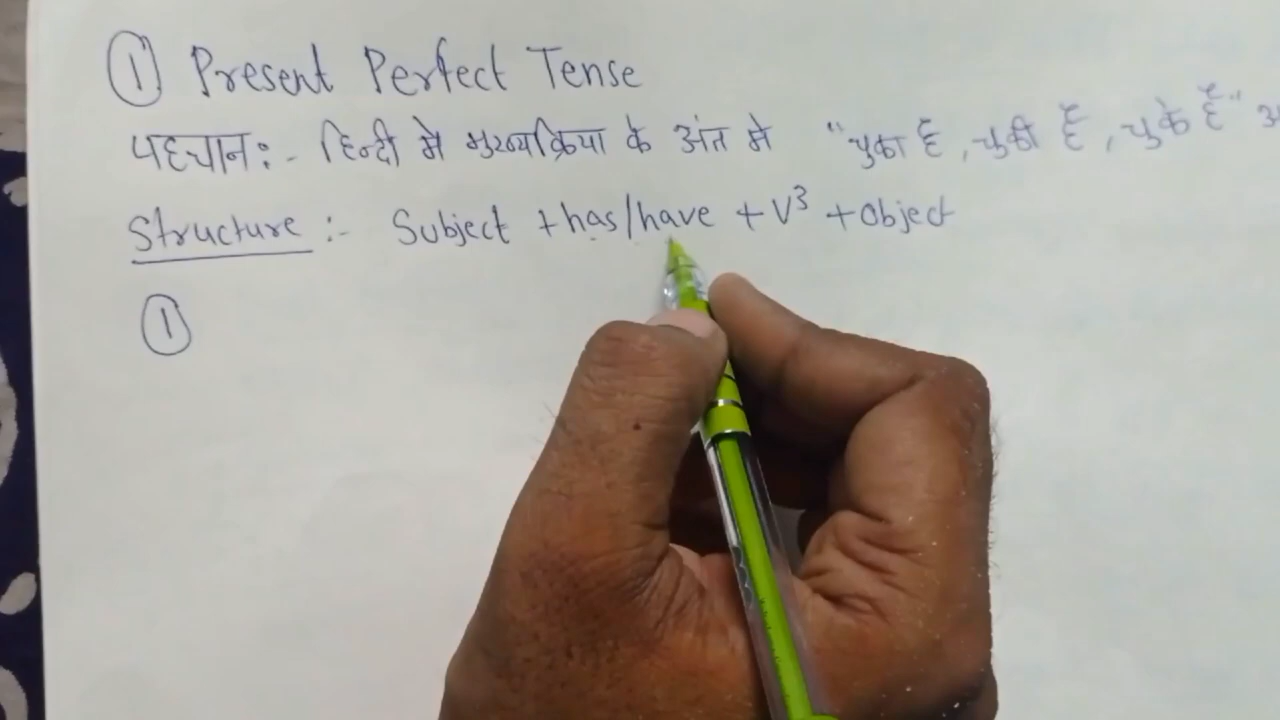 ① Present Perfect Tense
पहचान:- हिन्दी मे मुख्यक्रिया के अंत मे "चुका है, चुकी है, चुके है"
Structure :- Subject + has/have + V³ + Object
①